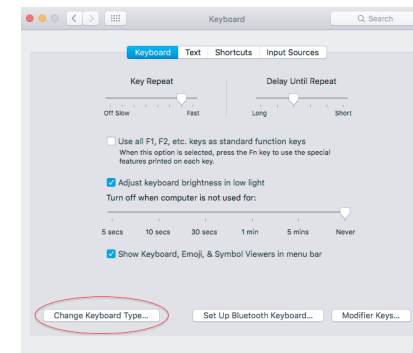 Keyboard
Search
Keyboard Text Shortcuts Input Sources
Key Repeat Delay Until Repeat
Off Slow Fast Long Short
Use all F1, F2, etc. keys as standard function keys
When this option is selected, press the Fn key to use the special
features printed on each key.
Adjust keyboard brightness in low light
Turn off when computer is not used for:
5 secs 10 secs 30 secs 1 min 5 mins Never
Show Keyboard, Emoji, & Symbol Viewers in menu bar
Change Keyboard Type... Set Up Bluetooth Keyboard... Modifier Keys...